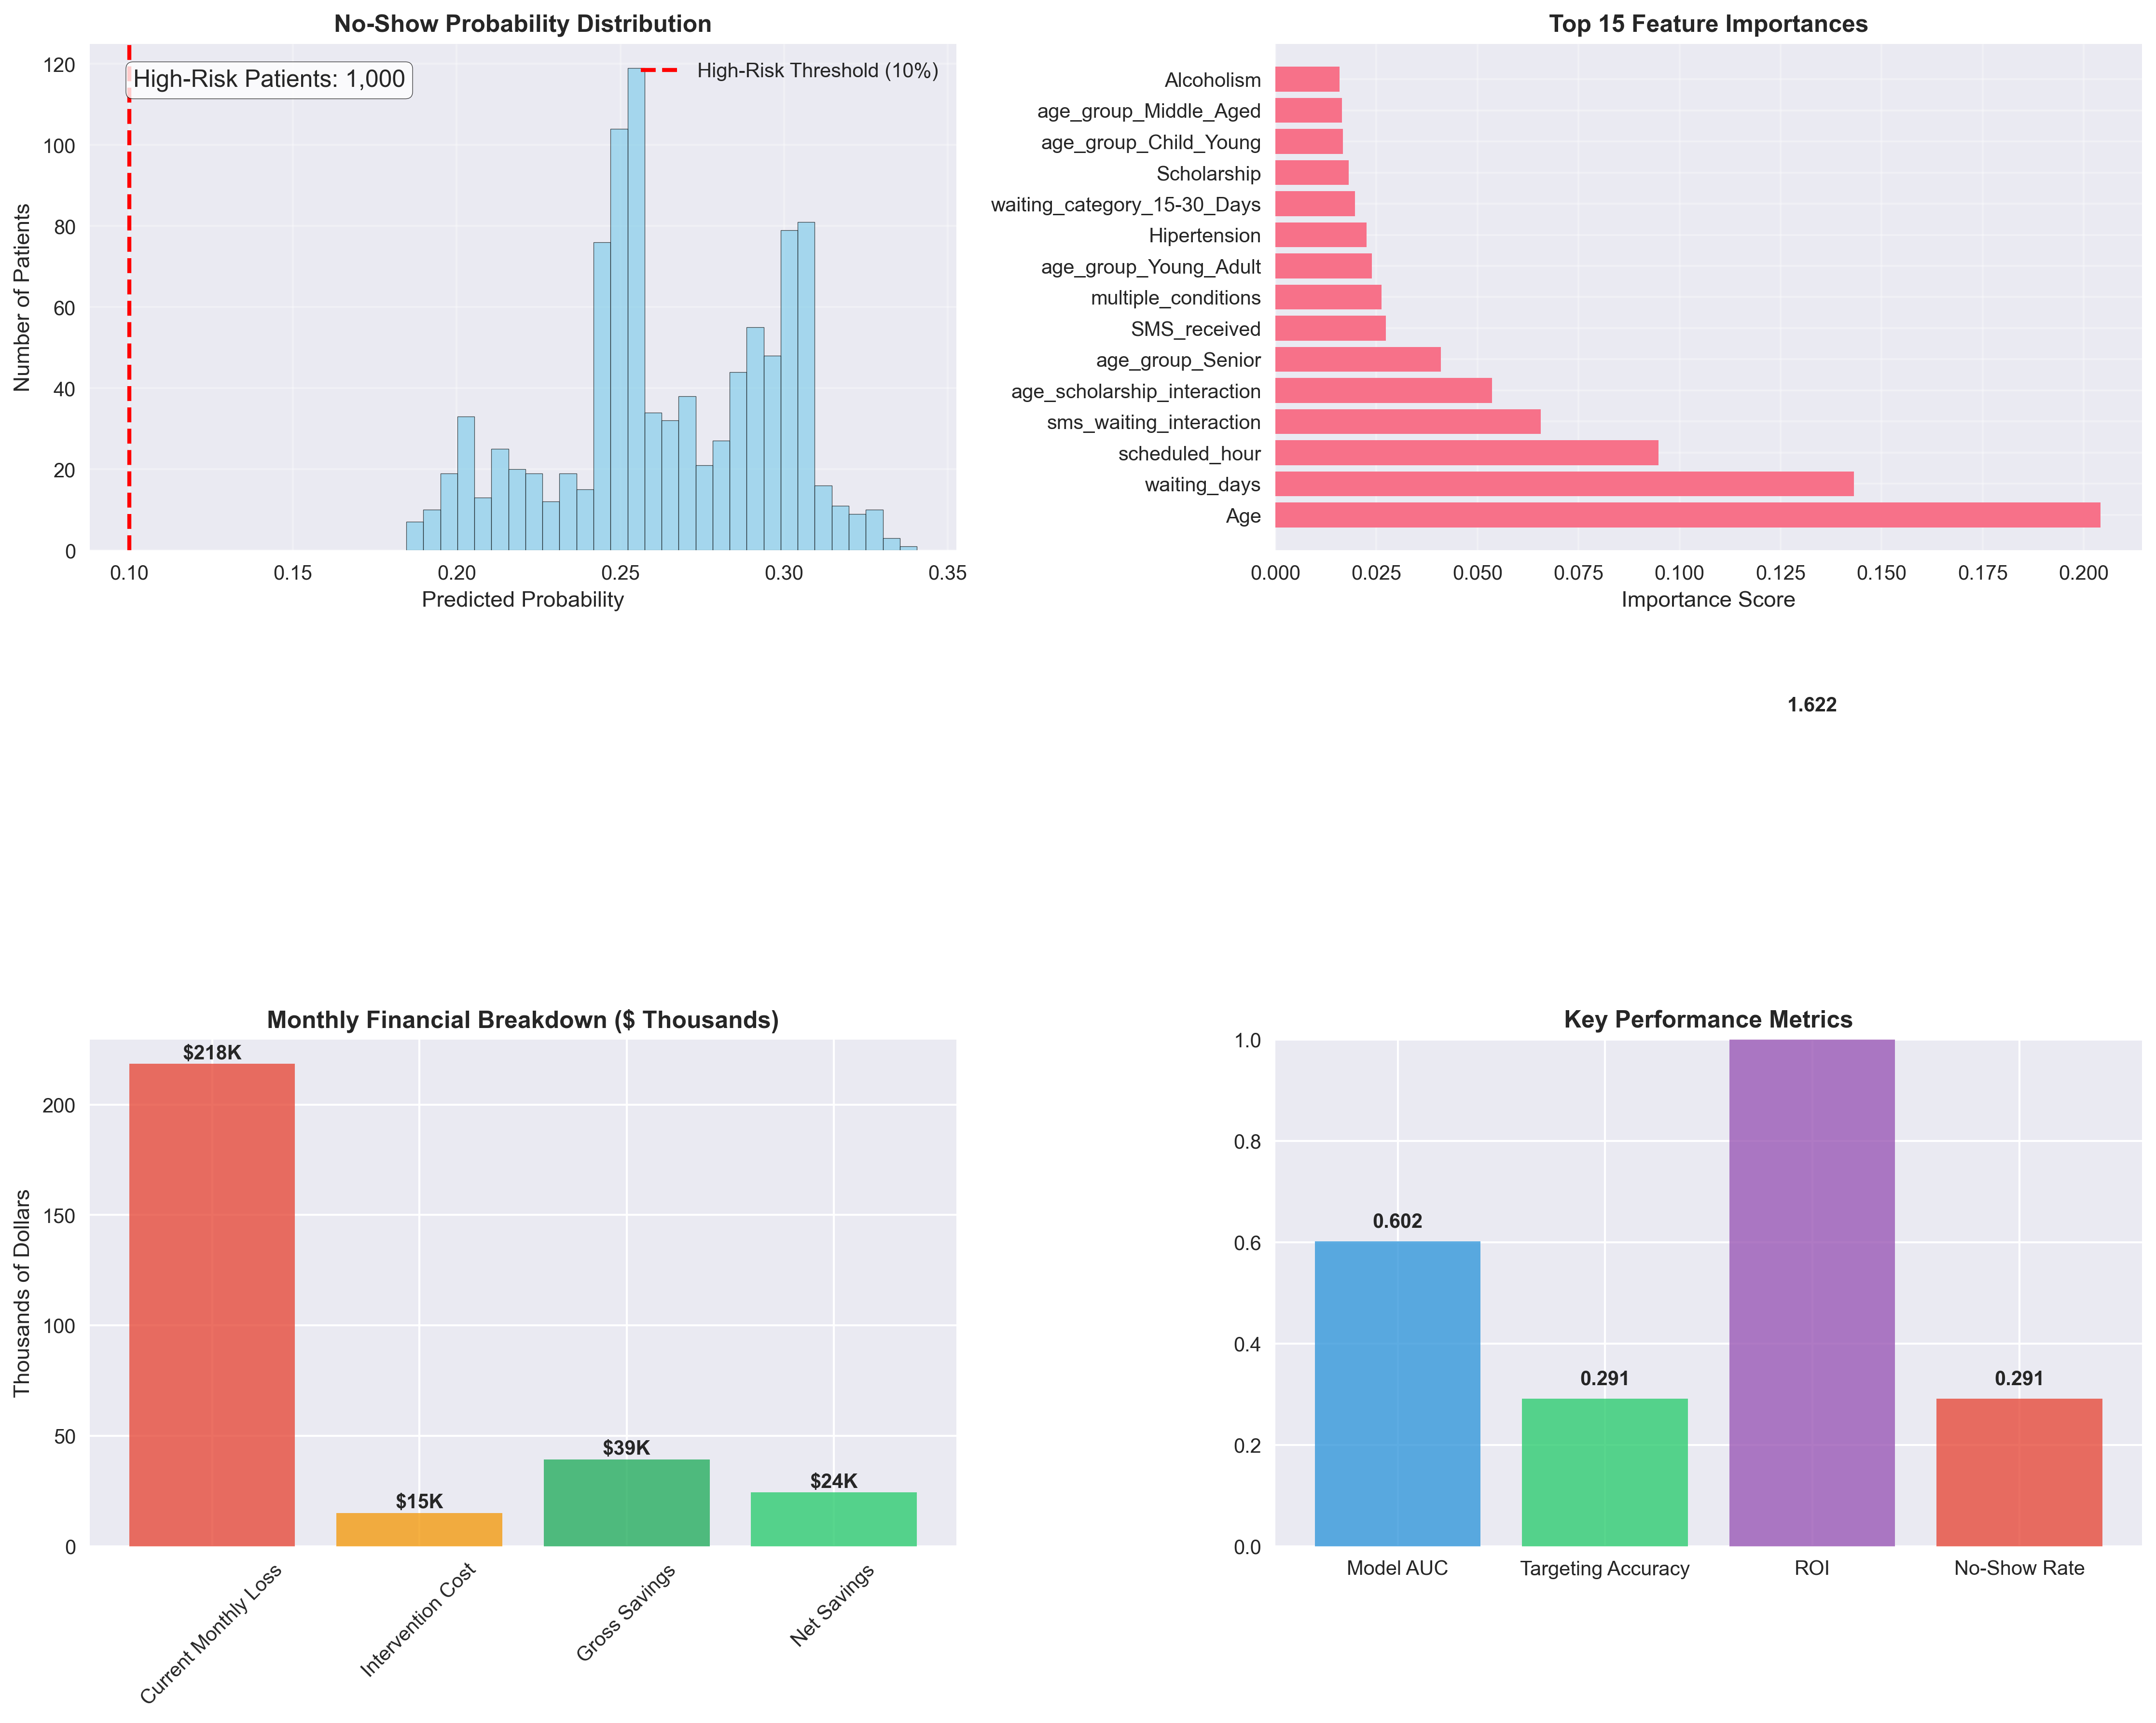 No-Show Probability Distribution
High-Risk Patients: 1,000
High-Risk Threshold (10%)
Number of Patients
120
100
80
60
40
20
0
0.10 0.15 0.20 0.25 0.30 0.35
Predicted Probability
Top 15 Feature Importances
Alcoholism
age_group_Middle_Aged
age_group_Child_Young
Scholarship
waiting_category_15-30_Days
Hipertension
age_group_Young_Adult
multiple_conditions
SMS_received
age_group_Senior
age_scholarship_interaction
sms_waiting_interaction
scheduled_hour
waiting_days
Age
0.000 0.025 0.050 0.075 0.100 0.125 0.150 0.175 0.200
Importance Score
1.622
Monthly Financial Breakdown ($ Thousands)
Thousands of Dollars
200
150
100
50
0
$218K
$15K
$39K
$24K
Current Monthly Loss
Intervention Cost
Gross Savings
Net Savings
Key Performance Metrics
1.0
0.8
0.6
0.4
0.2
0.0
0.602
0.291
0.291
Model AUC Targeting Accuracy ROI No-Show Rate